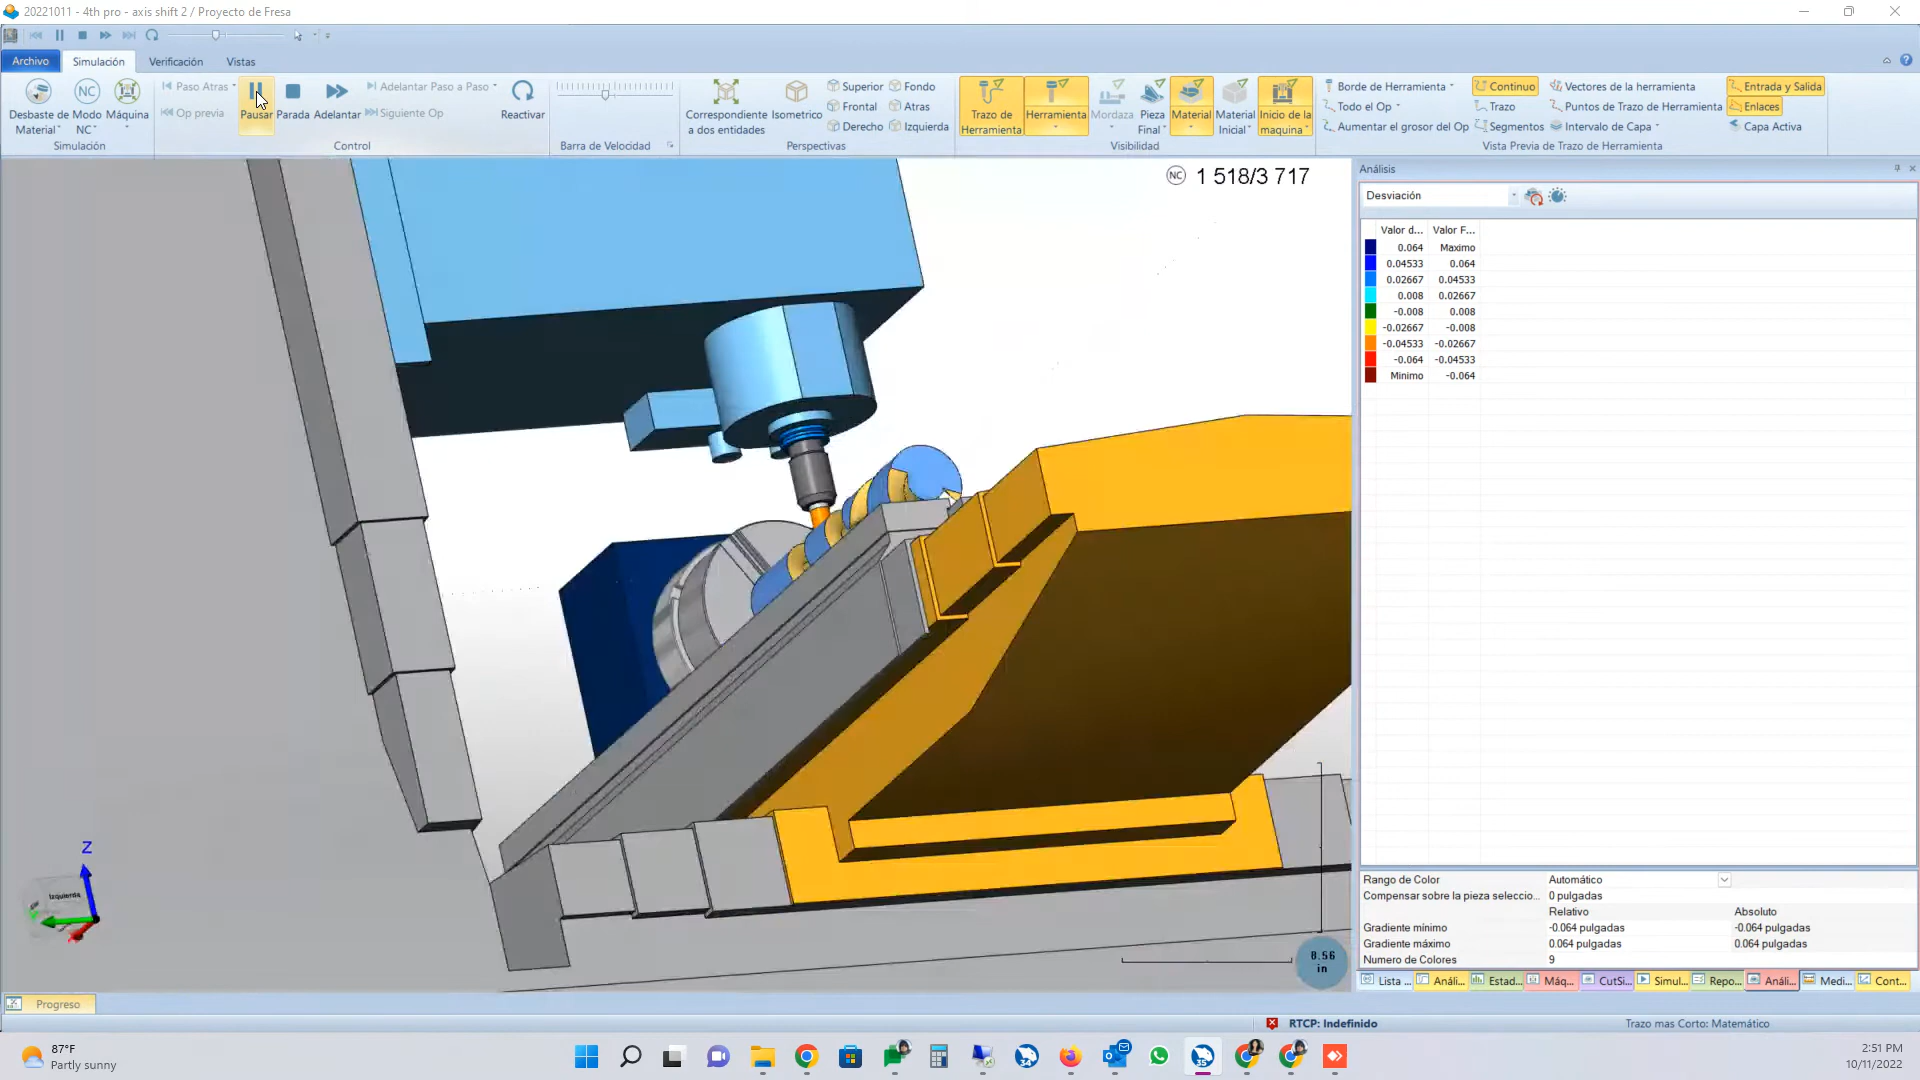 20221011 - 4th pro - axis shift 2 / Proyecto de Fresa
Archivo Simulación Verificación Vistas
Desbaste de Material Modo NC Máquina
Simulación
Paso Atras
Op previa
Pausar Parada Adelantar
Adelantar Paso a Paso
Siguiente Op
Reactivar
Control
Barra de Velocidad
Correspondiente a dos entidades
Isometrico
Superior Fondo
Frontal Atras
Derecho Izquierda
Perspectivas
Trazo de Herramienta
Herramienta
Mordaza
Pieza Final
Material
Material Inicial
Inicio de la maquina
Visibilidad
Borde de Herramienta Continuo Vectores de la herramienta Entrada y Salida
Todo el Op Trazo Puntos de Trazo de Herramienta Enlaces
Aumentar el grosor del Op Segmentos Intervalo de Capa Capa Activa
Vista Previa de Trazo de Herramienta
NC 1 518/3 717
Análisis
Desviación
Valor d... Valor F...
0.064 Maximo
0.04533 0.064
0.02667 0.04533
0.008 0.02667
-0.008 0.008
-0.02667 -0.008
-0.04533 -0.02667
-0.064 -0.04533
Minimo -0.064
Z
Izquierda
8.56 in
Rango de Color Automático
Compensar sobre la pieza seleccio... 0 pulgadas
Relativo Absoluto
Gradiente mínimo -0.064 pulgadas -0.064 pulgadas
Gradiente máximo 0.064 pulgadas 0.064 pulgadas
Numero de Colores 9
Lista ... Análi... Estad... Máq... CutSi... Simul... Repo... Análi... Medi... Cont...
Progreso
RTCP: Indefinido Trazo mas Corto: Matemático
87°F
Partly sunny
34
35
2:51 PM
10/11/2022